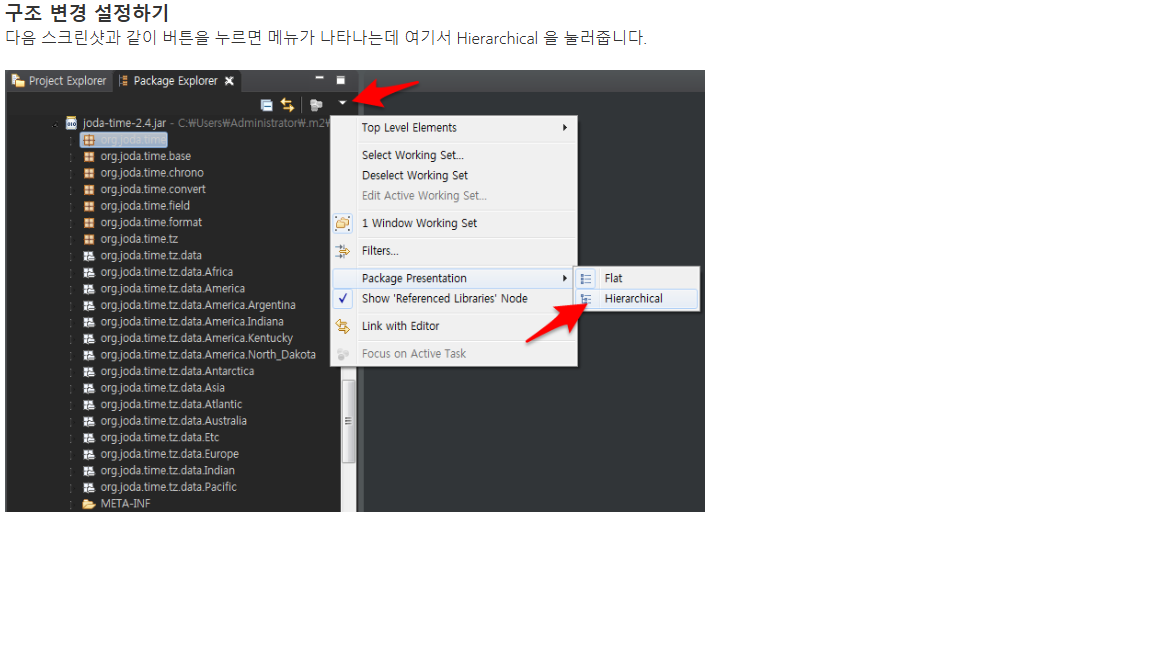 구조 변경 설정하기
다음 스크린샷과 같이 버튼을 누르면 메뉴가 나타나는데 여기서 Hierarchical 을 눌러줍니다.
Project Explorer Package Explorer
joda-time-2.4.jar - C:₩Users₩Administrator₩.m2₩
org.joda.time
org.joda.time.base
org.joda.time.chrono
org.joda.time.convert
org.joda.time.field
org.joda.time.format
org.joda.time.tz
org.joda.time.tz.data
org.joda.time.tz.data.Africa
org.joda.time.tz.data.America
org.joda.time.tz.data.America.Argentina
org.joda.time.tz.data.America.Indiana
org.joda.time.tz.data.America.Kentucky
org.joda.time.tz.data.America.North_Dakota
org.joda.time.tz.data.Antarctica
org.joda.time.tz.data.Asia
org.joda.time.tz.data.Atlantic
org.joda.time.tz.data.Australia
org.joda.time.tz.data.Etc
org.joda.time.tz.data.Europe
org.joda.time.tz.data.Indian
org.joda.time.tz.data.Pacific
META-INF
Top Level Elements
Select Working Set...
Deselect Working Set
Edit Active Working Set...
1 Window Working Set
Filters...
Package Presentation
Show 'Referenced Libraries' Node
Link with Editor
Focus on Active Task
Flat
Hierarchical